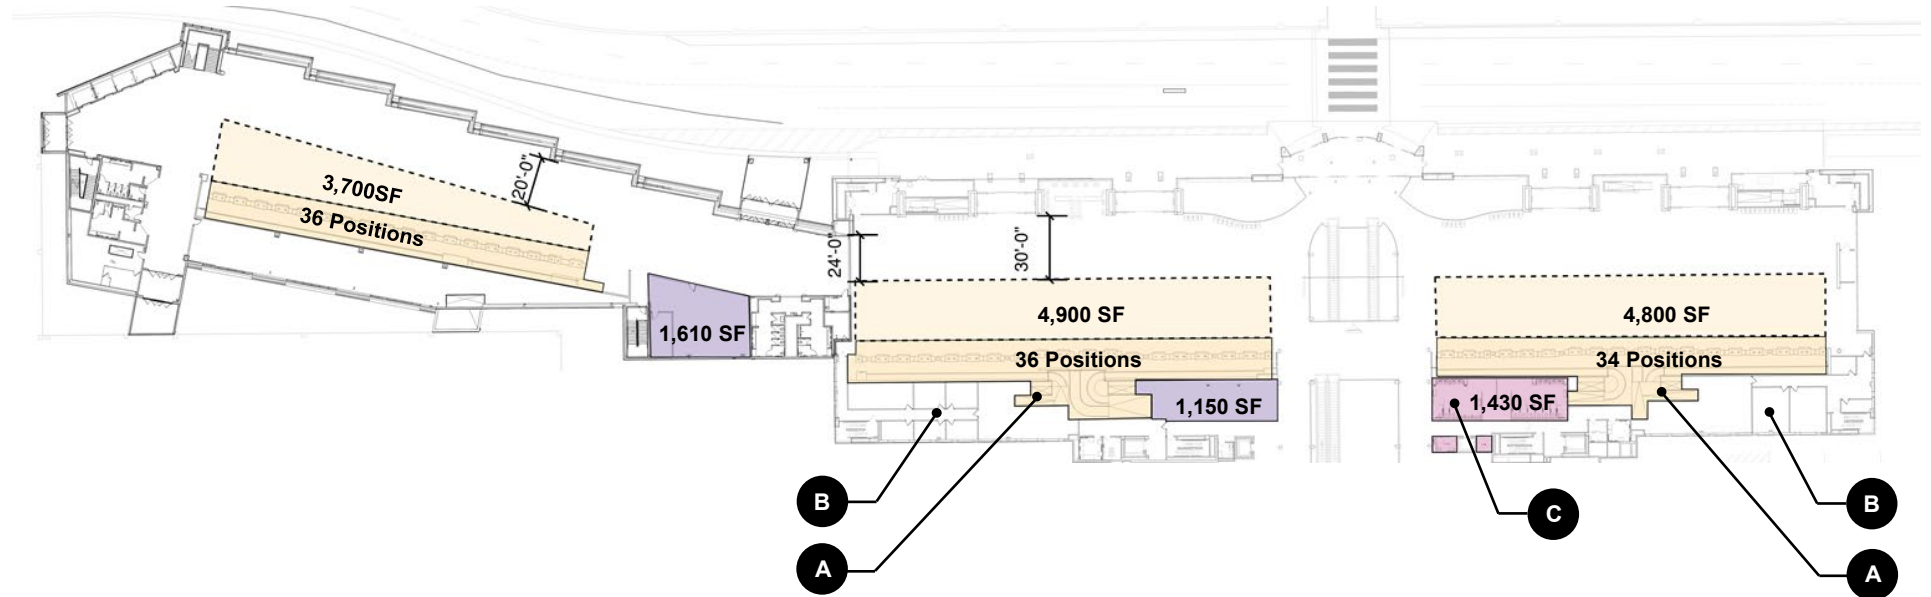 3,700SF
36 Positions
20'-0"
1,610 SF
24'-0"
30'-0"
4,900 SF
36 Positions
1,150 SF
4,800 SF
34 Positions
1,430 SF
B
A
C
B
A